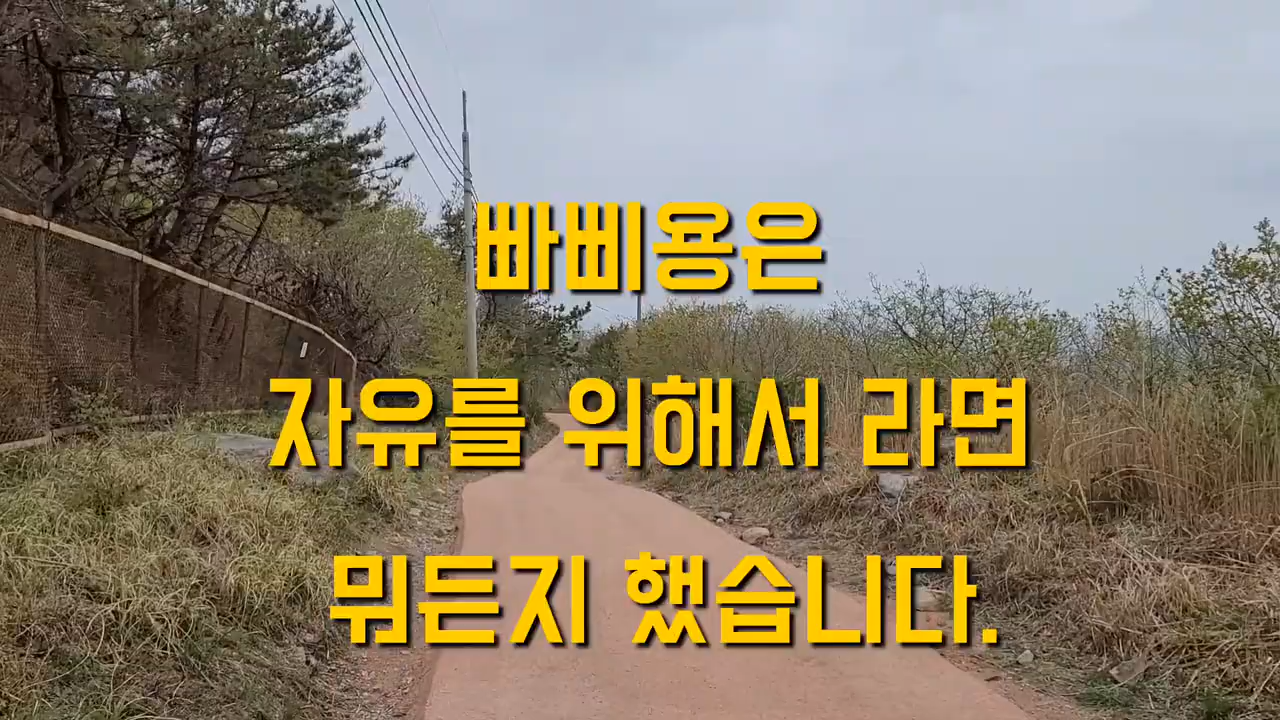 빠삐용은
자유를 위해서 라면
뭐든지 했습니다.